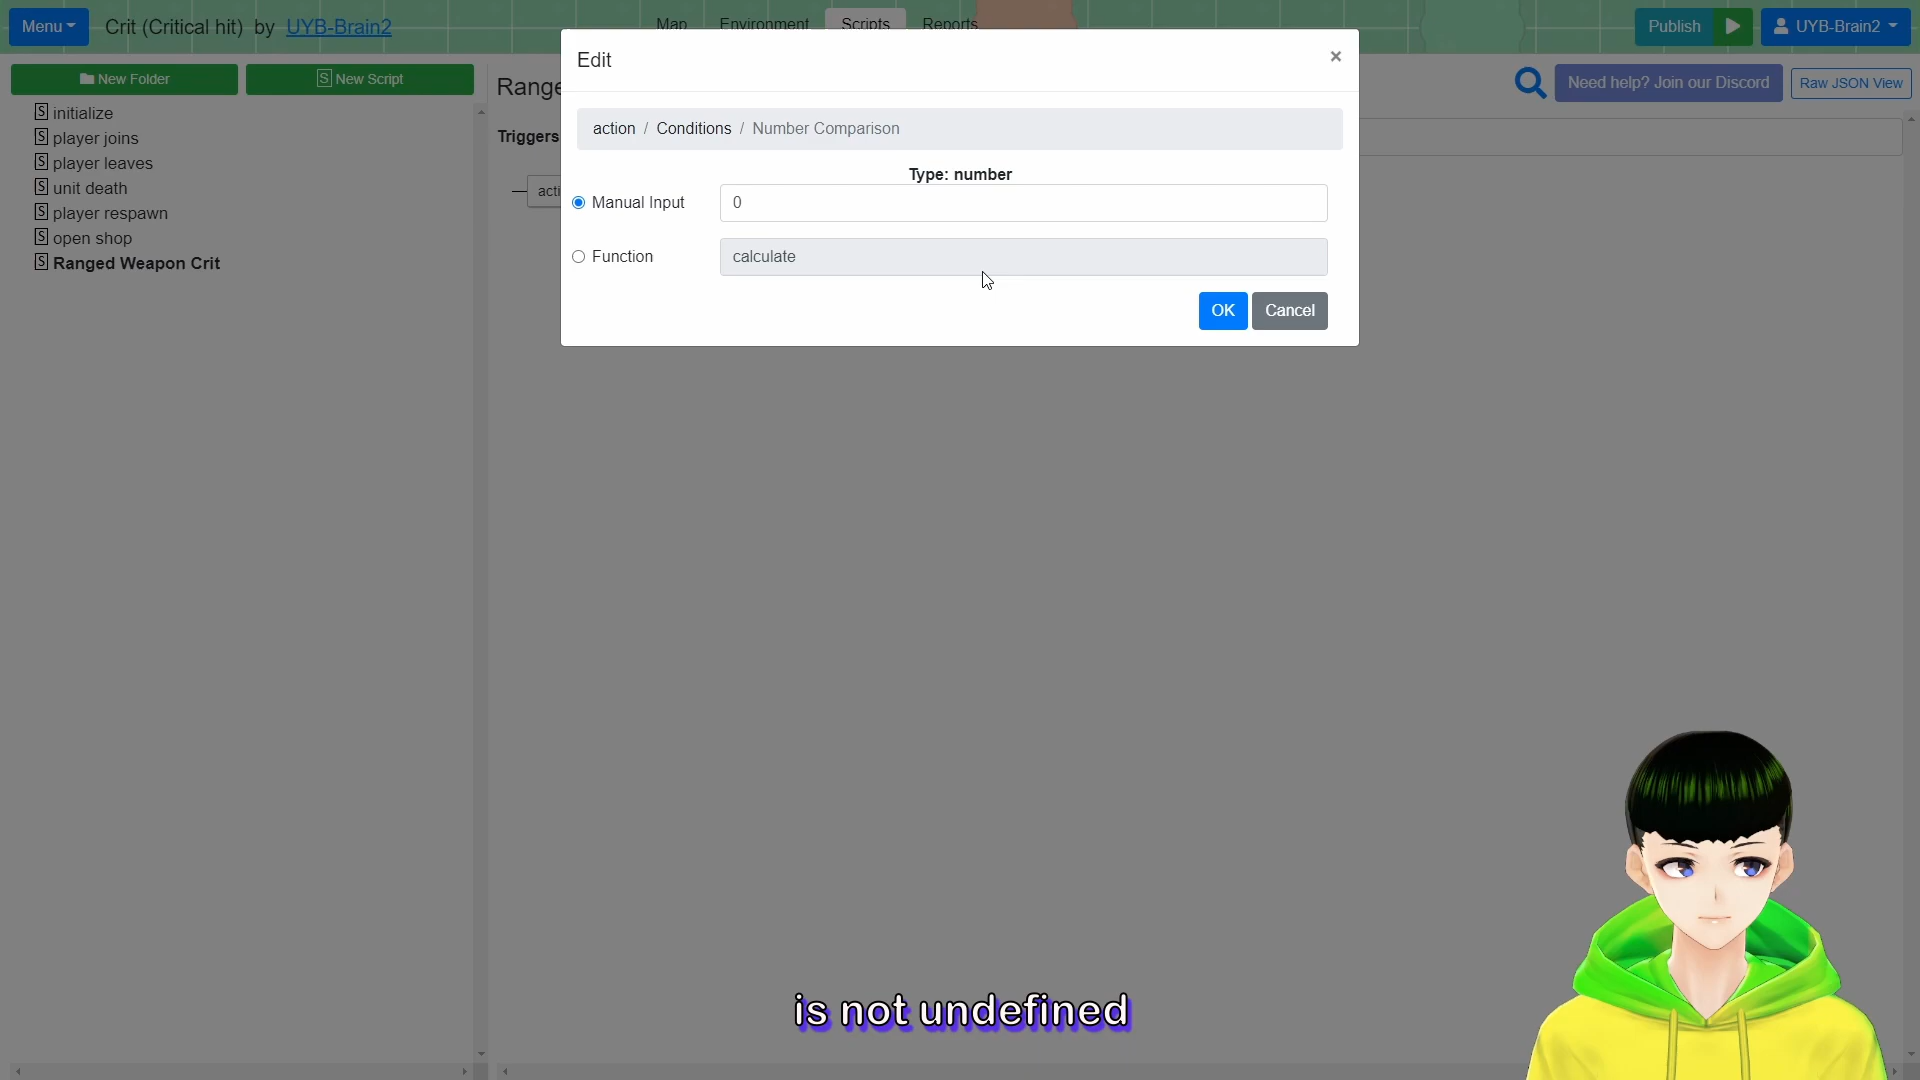 Menu
Crit (Critical hit) by UYB-Brain2
Map Environment Scripts Reports
Publish
UYB-Brain2
New Folder
S New Script
S initialize
S player joins
S player leaves
S unit death
S player respawn
S open shop
S Ranged Weapon Crit
Range
Need help? Join our Discord
Raw JSON View
Triggers
acti
Edit
×
action / Conditions / Number Comparison
Type: number
Manual Input 0
Function calculate
OK Cancel
is not undefined